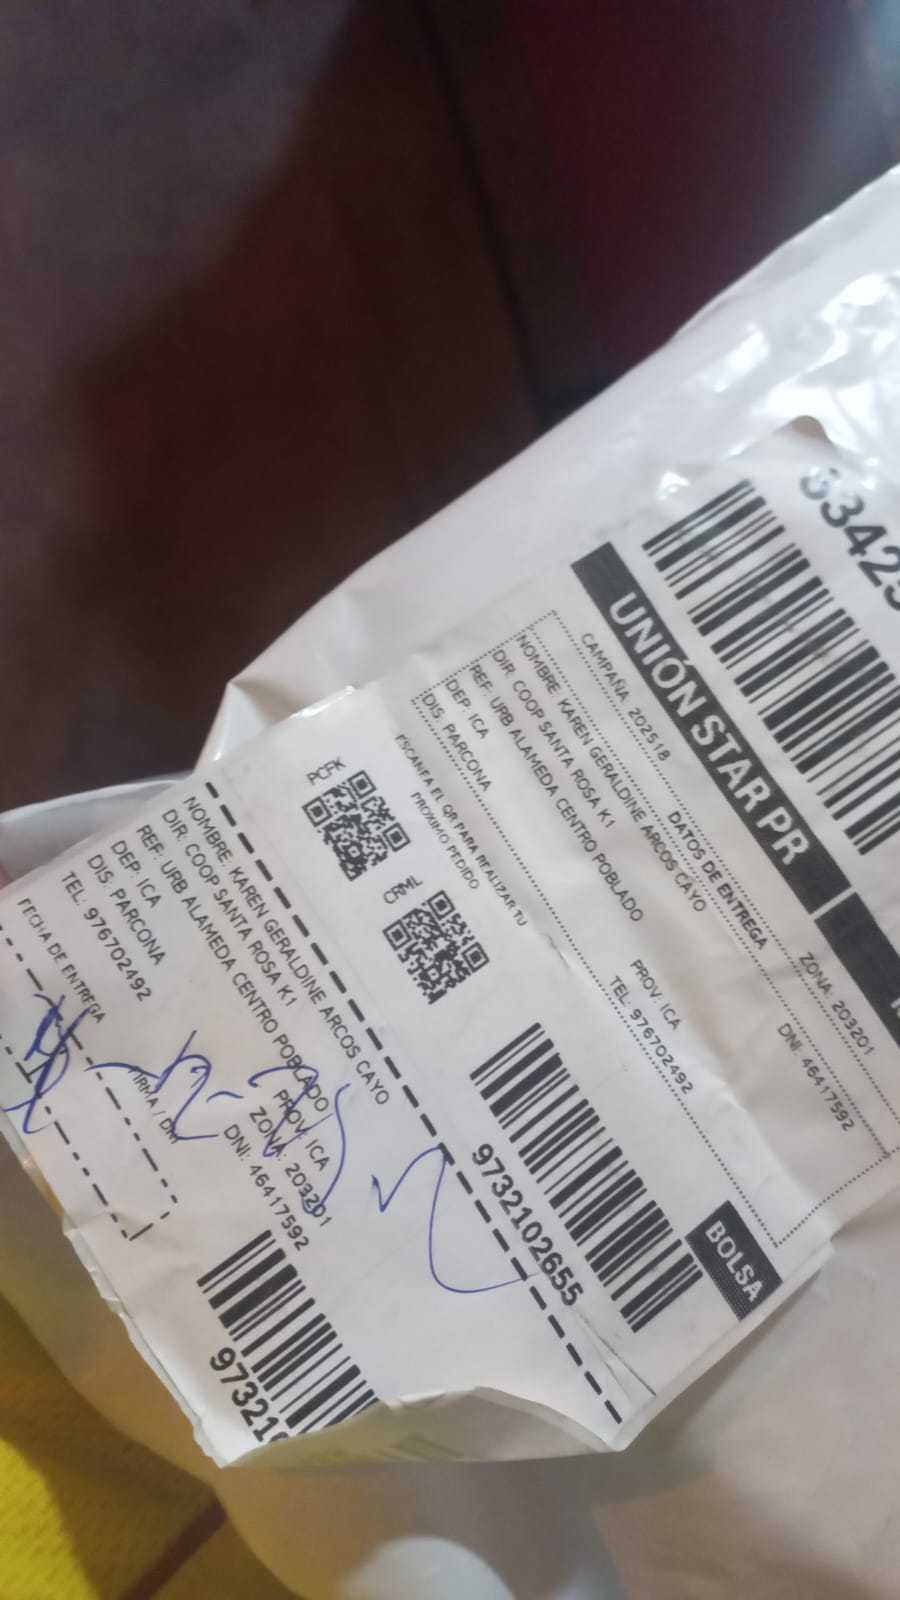 33425
UNIÓN STAR PR
CAMPAÑA: 202518
DATOS DE ENTREGA
ZONA: 203201
NOMBRE: KAREN GERALDINE ARCOS CAYO
DNI: 46417592
DIR: COOP SANTA ROSA K1
REF: URB ALAMEDA CENTRO POBLADO
DEP: ICA
PROV: ICA
DIS: PARCONA
TEL: 976702492
BOLSA
ESCANEA EL QR PARA REALIZAR TU
PROXIMO PEDIDO
PCFK
CRML
9732102655
NOMBRE: KAREN GERALDINE ARCOS CAYO
DIR: COOP SANTA ROSA K1
REF: URB ALAMEDA CENTRO POBLADO
DEP: ICA
PROV: ICA
DIS: PARCONA
ZONA: 203201
TEL: 976702492
DNI: 46417592
FECHA DE ENTREGA
FIRMA / DNI
97321